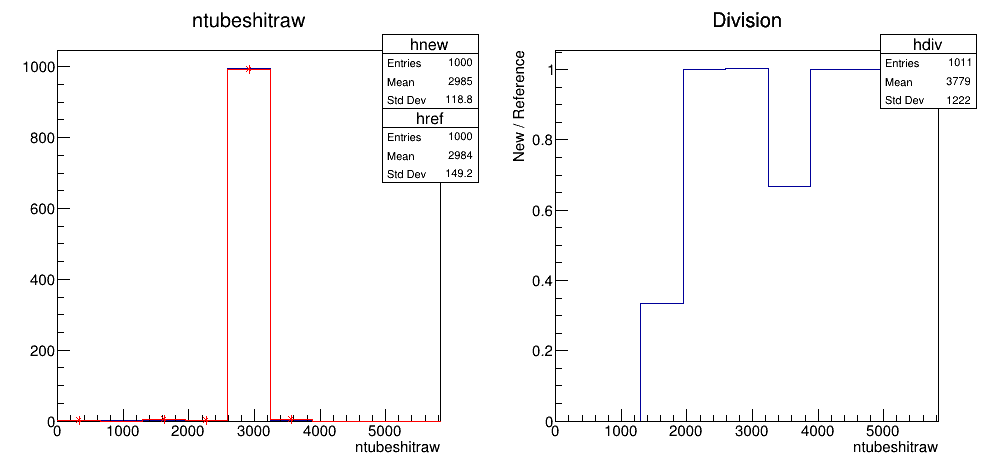 ntubeshitraw
hnew
Entries 1000
Mean 2985
Std Dev 118.8
href
Entries 1000
Mean 2984
Std Dev 149.2
1000
800
600
400
200
0
0 1000 2000 3000 4000 5000
ntubeshitraw
Division
hdiv
Entries 1011
Mean 3779
Std Dev 1222
New / Reference
1
0.8
0.6
0.4
0.2
0
0 1000 2000 3000 4000 5000
ntubeshitraw